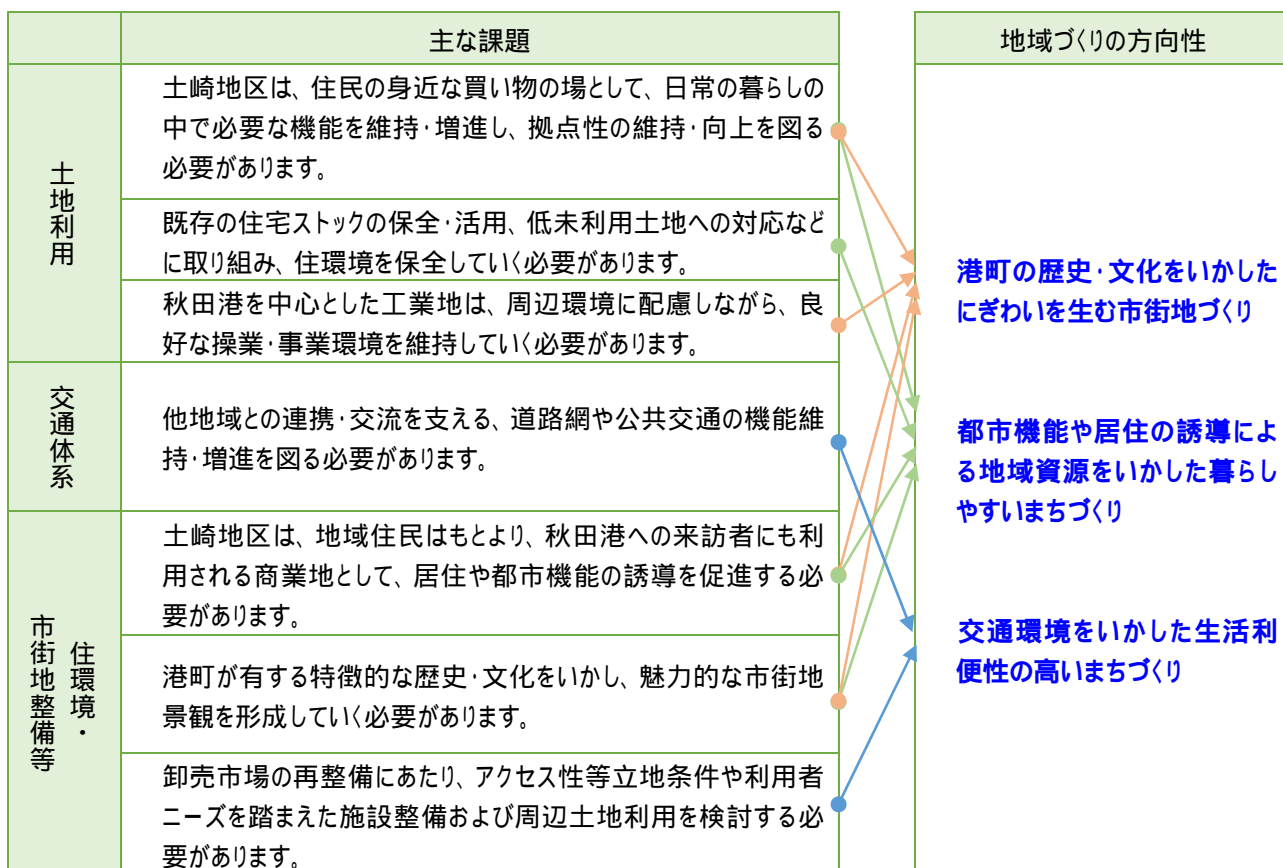 主な課題
地域づくりの方向性
土地利用
土崎地区は、住民の身近な買い物の場として、日常の暮らしの
中で必要な機能を維持・増進し、拠点性の維持・向上を図る
必要があります。
既存の住宅ストックの保全・活用、低未利用土地への対応など
に取り組み、住環境を保全していく必要があります。
秋田港を中心とした工業地は、周辺環境に配慮しながら、良
好な操業・事業環境を維持していく必要があります。
交通体系
他地域との連携・交流を支える、道路網や公共交通の機能維
持・増進を図る必要があります。
住環境・
市街地整備等
土崎地区は、地域住民はもとより、秋田港への来訪者にも利
用される商業地として、居住や都市機能の誘導を促進する必
要があります。
港町が有する特徴的な歴史・文化をいかし、魅力的な市街地
景観を形成していく必要があります。
卸売市場の再整備にあたり、アクセス性等立地条件や利用者
ニーズを踏まえた施設整備および周辺土地利用を検討する必
要があります。
港町の歴史・文化をいかした
にぎわいを生む市街地づくり
都市機能や居住の誘導によ
る地域資源をいかした暮らし
やすいまちづくり
交通環境をいかした生活利
便性の高いまちづくり